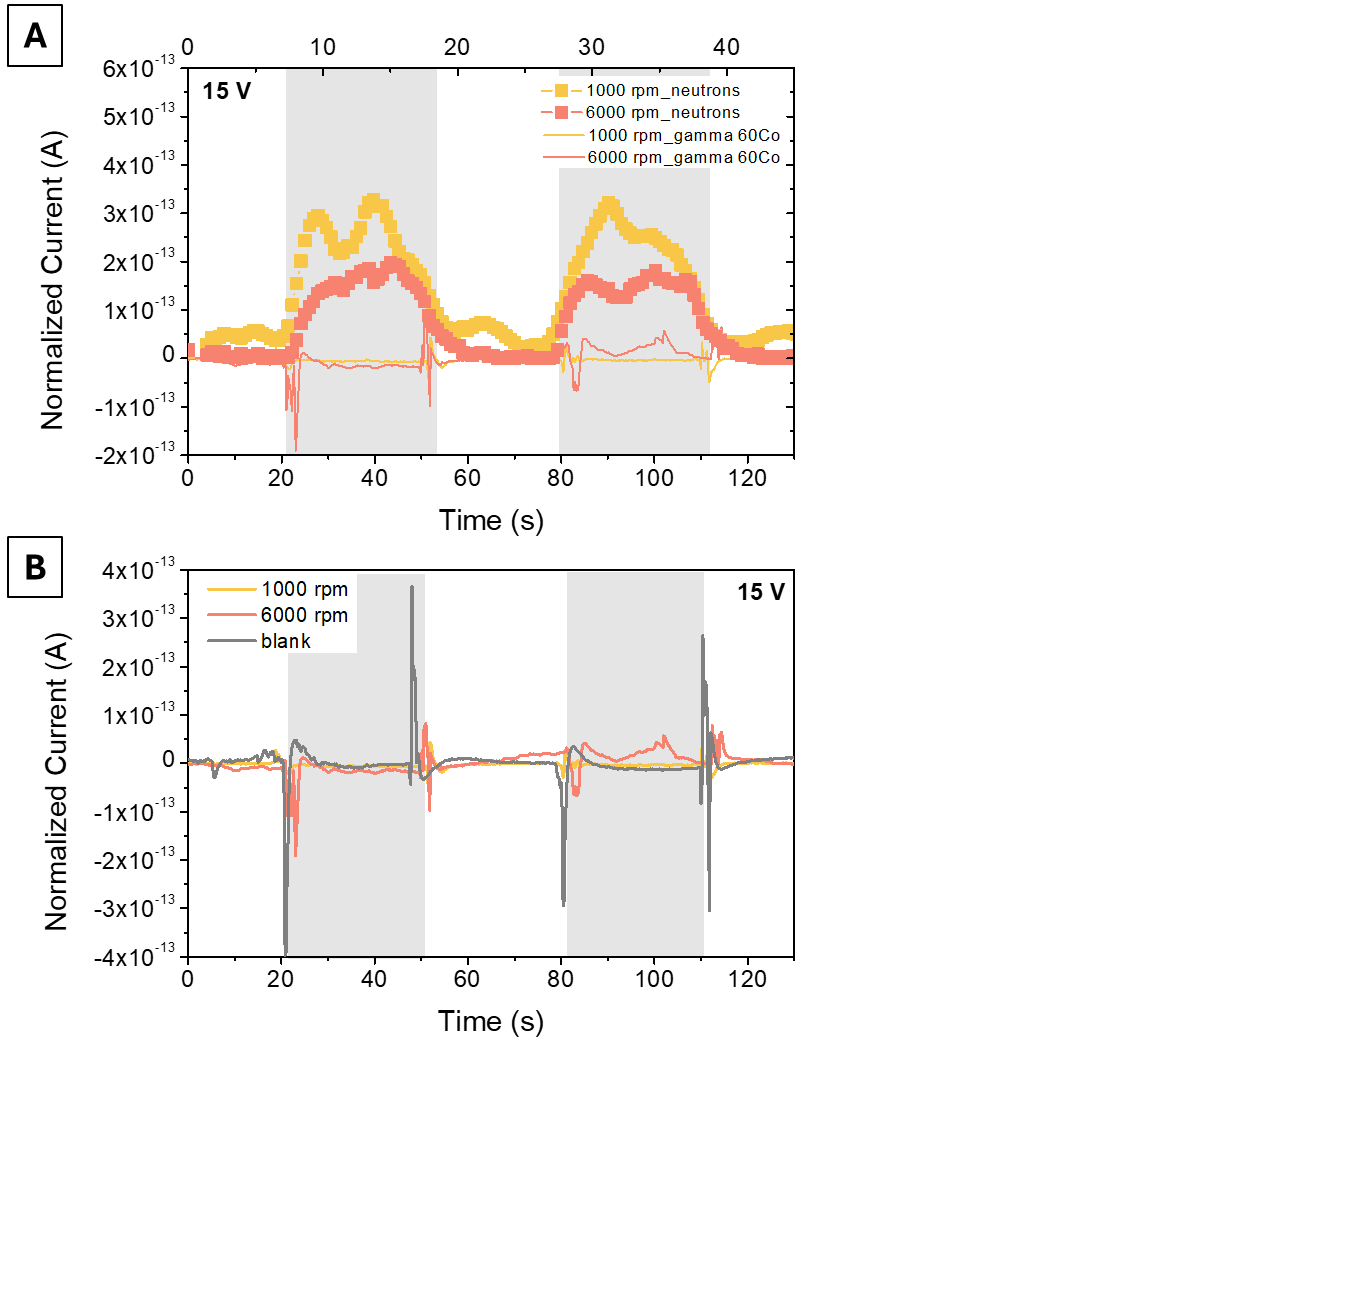 A
0 10 20 30 40
6x10⁻¹³
15 V
1000 rpm_neutrons
6000 rpm_neutrons
1000 rpm_gamma 60Co
6000 rpm_gamma 60Co
5x10⁻¹³
4x10⁻¹³
3x10⁻¹³
2x10⁻¹³
1x10⁻¹³
0
-1x10⁻¹³
-2x10⁻¹³
Normalized Current (A)
0 20 40 60 80 100 120
Time (s)
B
4x10⁻¹³
1000 rpm
6000 rpm
blank
15 V
3x10⁻¹³
2x10⁻¹³
1x10⁻¹³
0
-1x10⁻¹³
-2x10⁻¹³
-3x10⁻¹³
-4x10⁻¹³
Normalized Current (A)
0 20 40 60 80 100 120
Time (s)